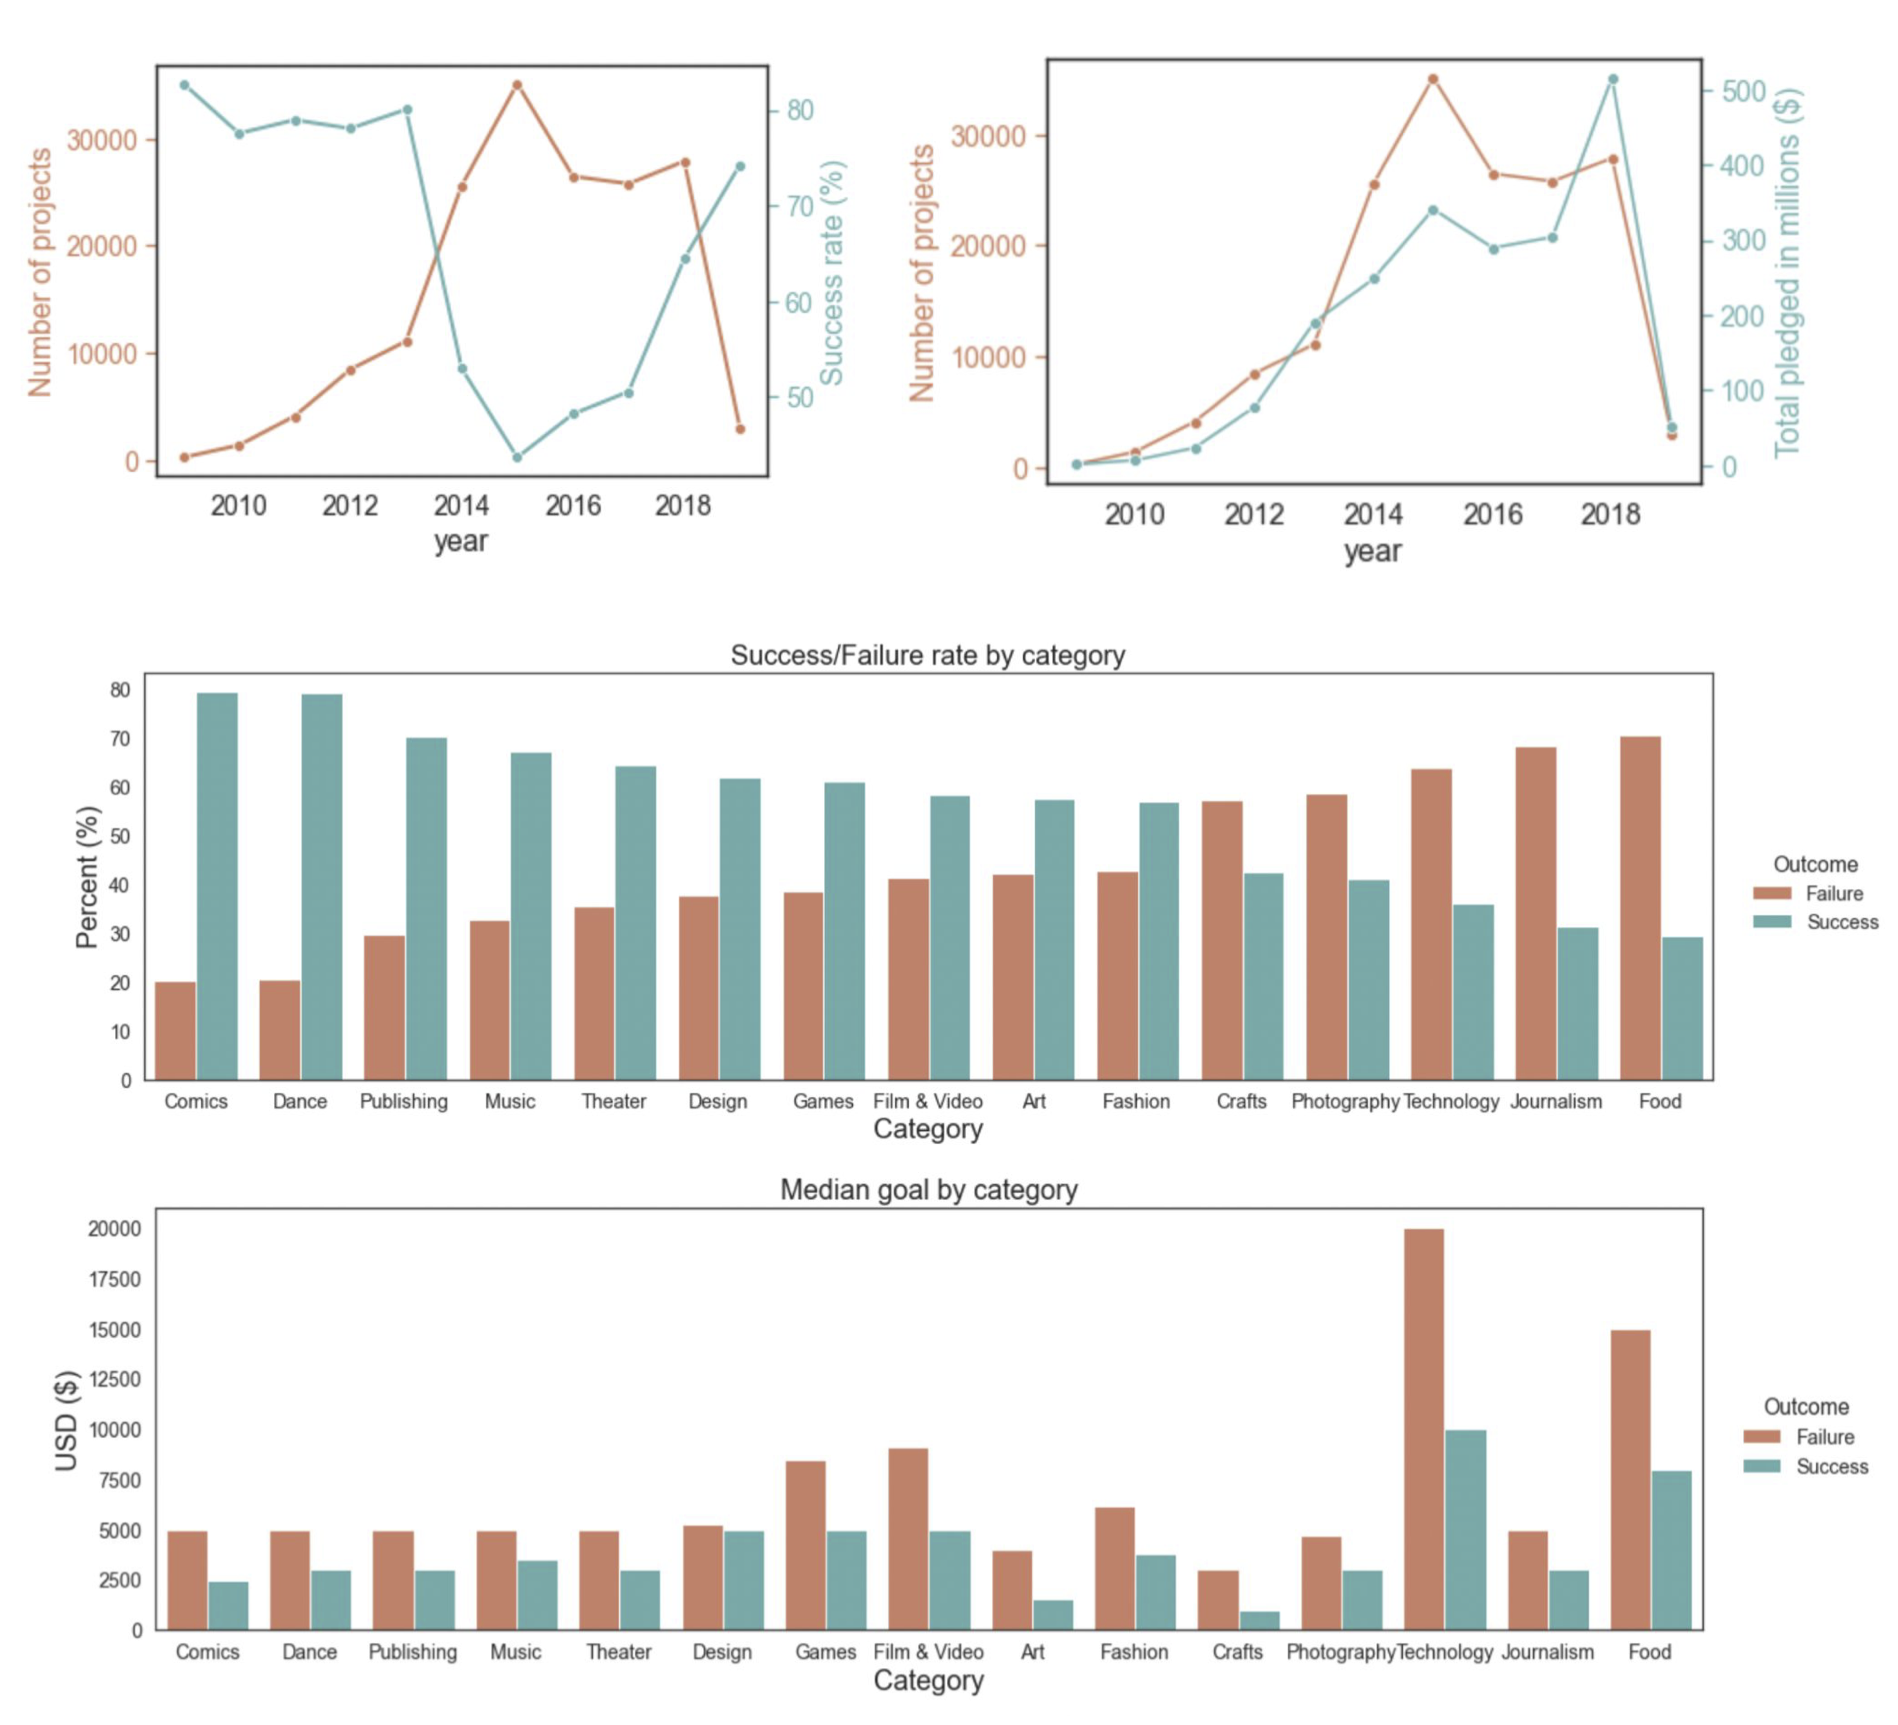 Number of projects
30000
20000
10000
0
80
70
60
50
Success rate (%)
2010 2012 2014 2016 2018
year
Number of projects
30000
20000
10000
0
500
400
300
200
100
0
Total pledged in millions ($)
2010 2012 2014 2016 2018
year
Success/Failure rate by category
Percent (%)
80
70
60
50
40
30
20
10
0
Comics Dance Publishing Music Theater Design Games Film & Video Art Fashion Crafts Photography Technology Journalism Food
Category
Outcome
Failure
Success
Median goal by category
USD ($)
20000
17500
15000
12500
10000
7500
5000
2500
0
Comics Dance Publishing Music Theater Design Games Film & Video Art Fashion Crafts Photography Technology Journalism Food
Category
Outcome
Failure
Success